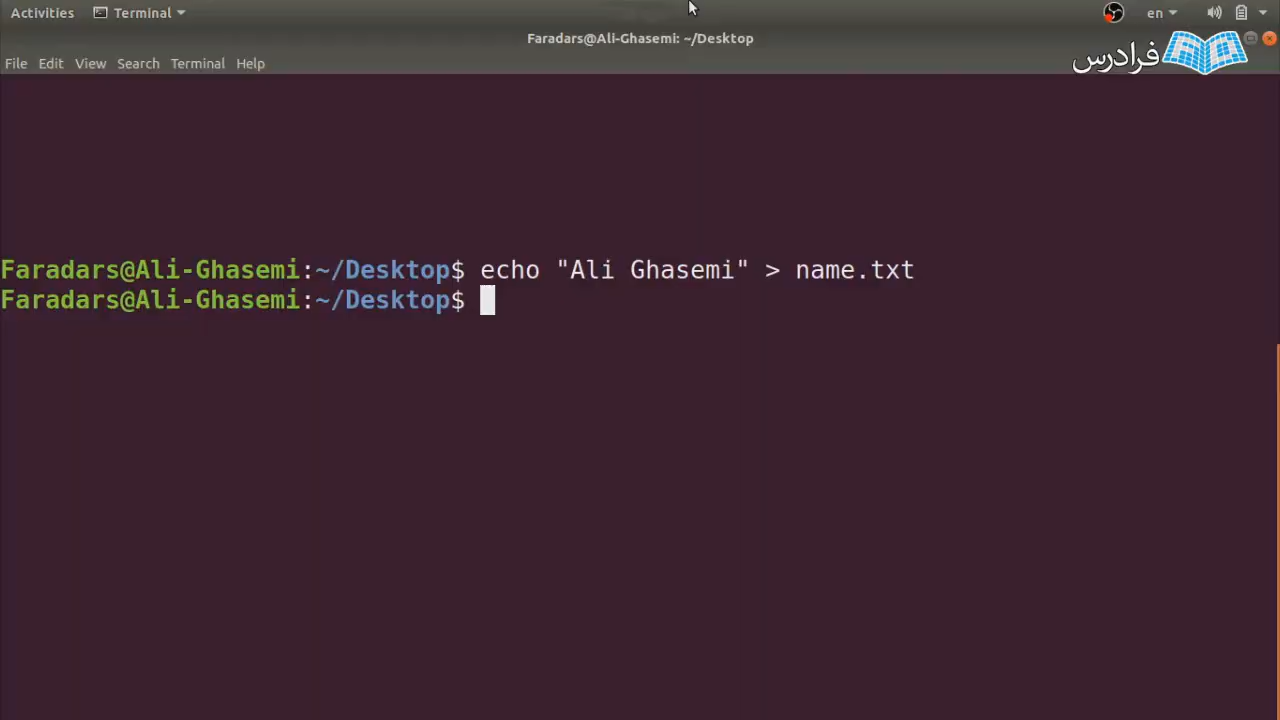 Activities Terminal en
Faradars@Ali-Ghasemi: ~/Desktop
File Edit View Search Terminal Help
فرادرس
Faradars@Ali-Ghasemi:~/Desktop$ echo "Ali Ghasemi" > name.txt
Faradars@Ali-Ghasemi:~/Desktop$